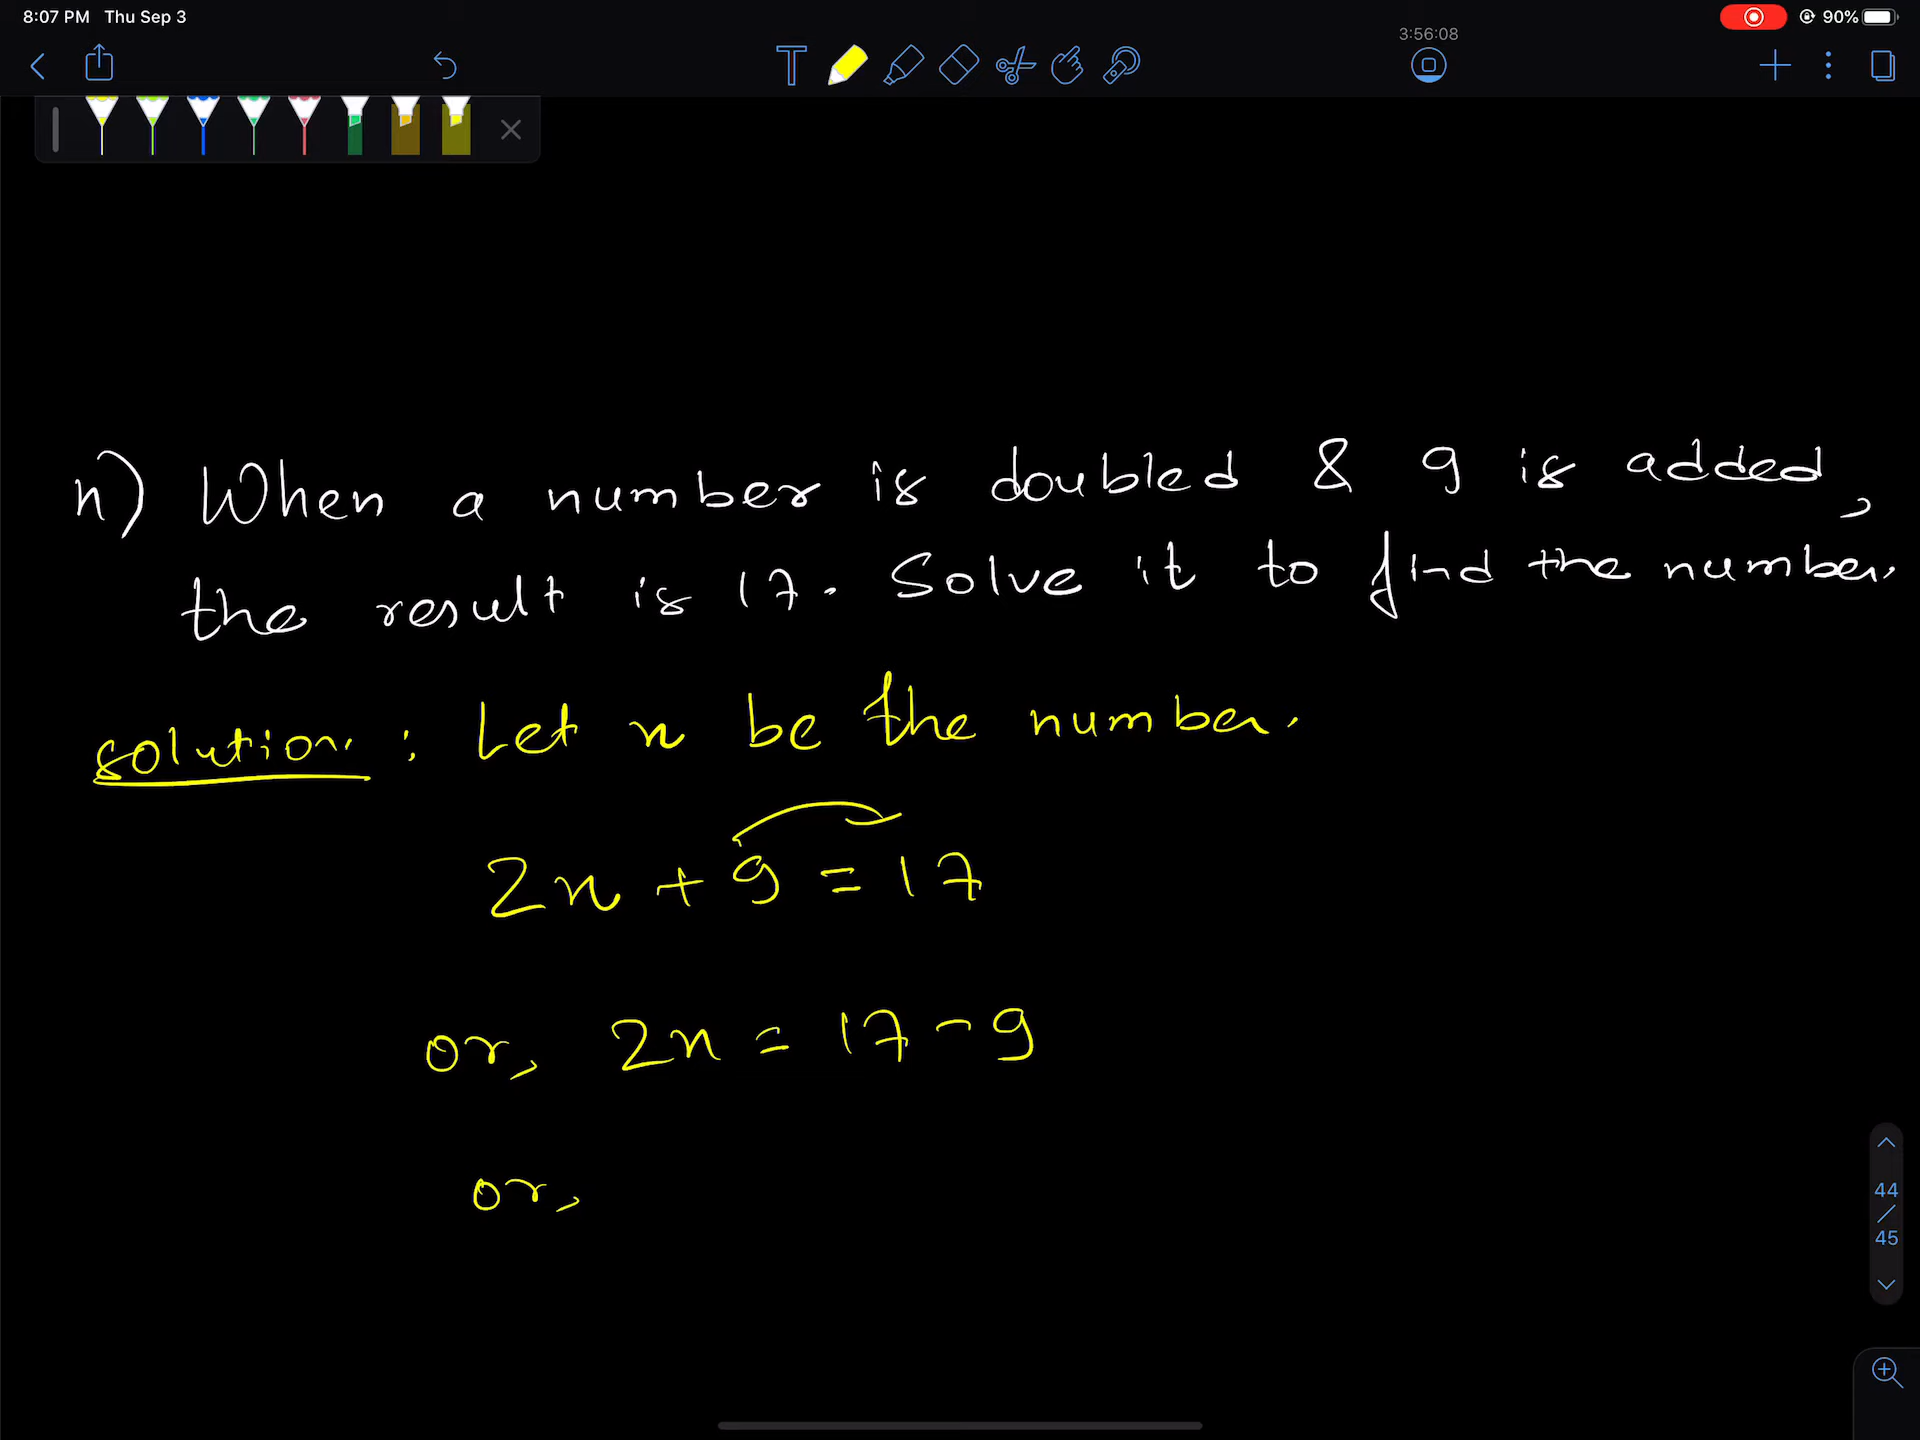 8:07 PM Thu Sep 3
90%
3:56:08
T
n) When a number is doubled & 9 is added,
the result is 17. Solve it to find the number.
solution : Let x be the number.
2x + 9 = 17
or, 2x = 17 - 9
or,
44
/
45